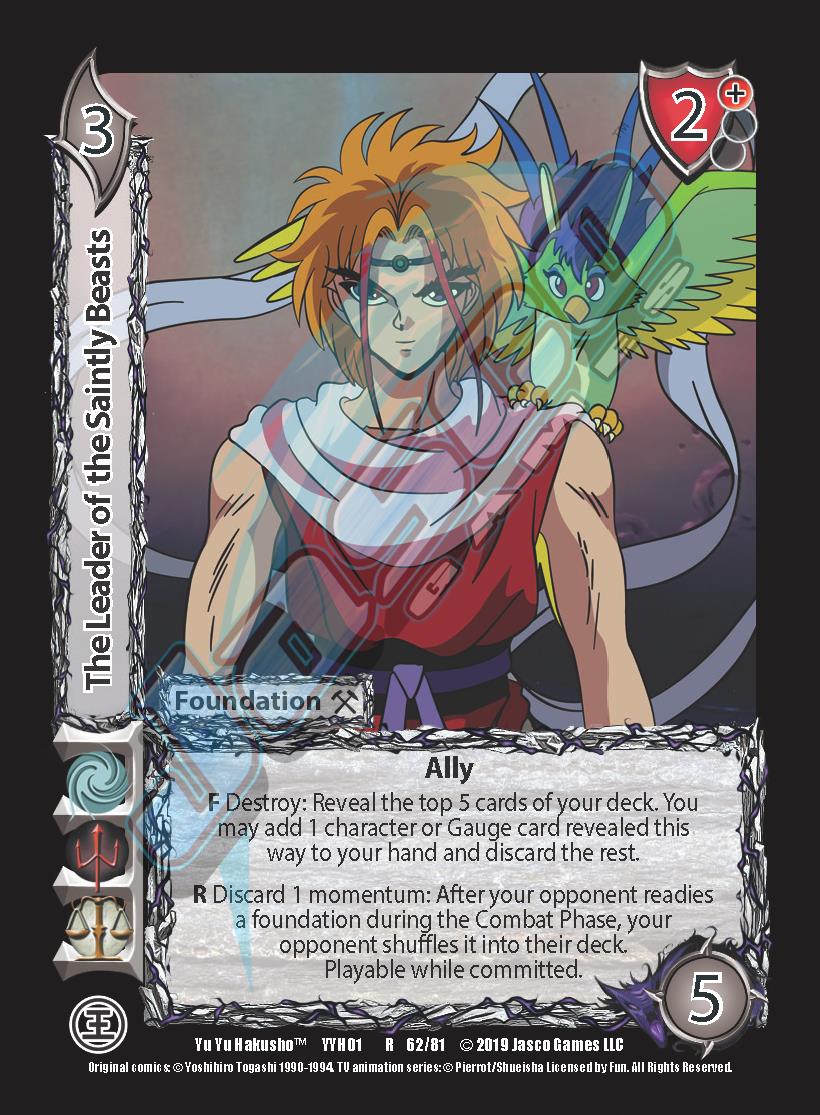 3
2
+
The Leader of the Saintly Beasts
Foundation
Ally
F Destroy: Reveal the top 5 cards of your deck. You
may add 1 character or Gauge card revealed this
way to your hand and discard the rest.
R Discard 1 momentum: After your opponent readies
a foundation during the Combat Phase, your
opponent shuffles it into their deck.
Playable while committed.
5
Yu Yu Hakusho™ YYH01 R 62/81 © 2019 Jasco Games LLC
Original comics: © Yoshihiro Togashi 1990-1994. TV animation series: © Pierrot/Shueisha Licensed by Fun. All Rights Reserved.